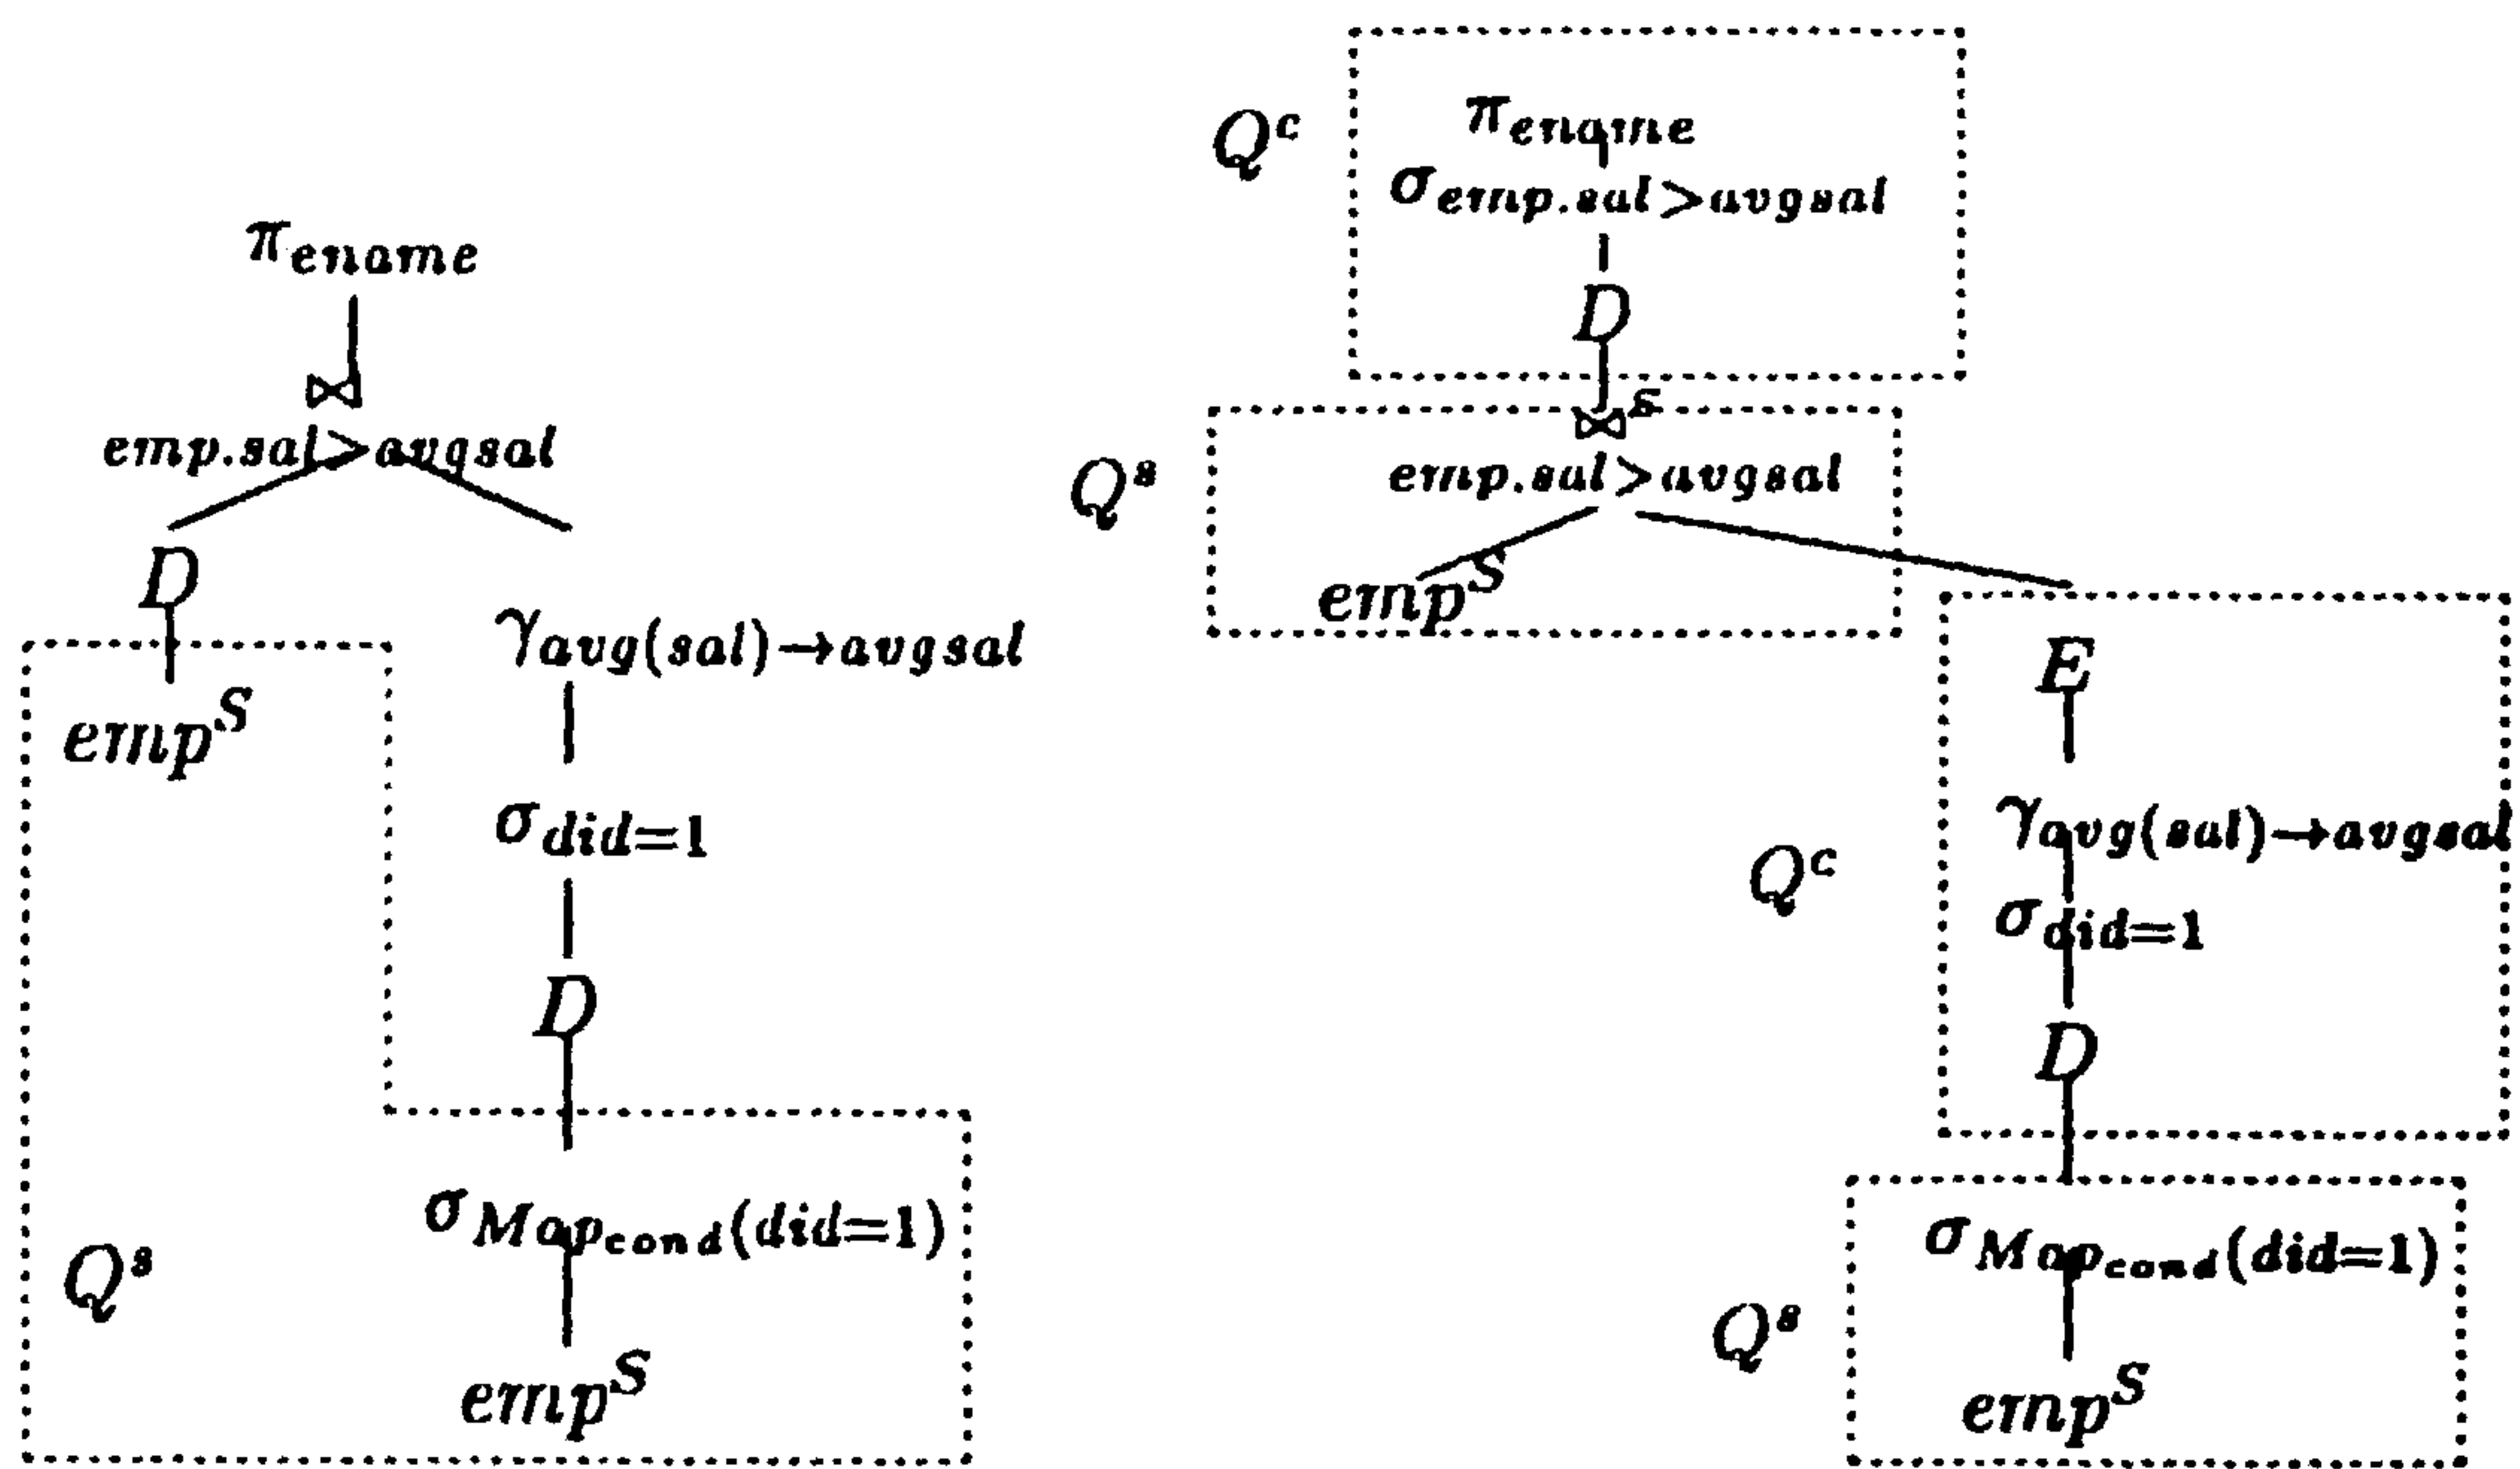 π_ename
⋈
emp.sal>avgsal
D
emp^S
γ_avg(sal)→avgsal
σ_did=1
D
σ_Map_cond(did=1)
Q^s
emp^S
Q^c
π_ename
σ_emp.sal>avgsal
D
⋈^s
Q^s
emp.sal>avgsal
emp^S
E
γ_avg(sal)→avgsal
Q^c
σ_did=1
D
σ_Map_cond(did=1)
Q^s
emp^S